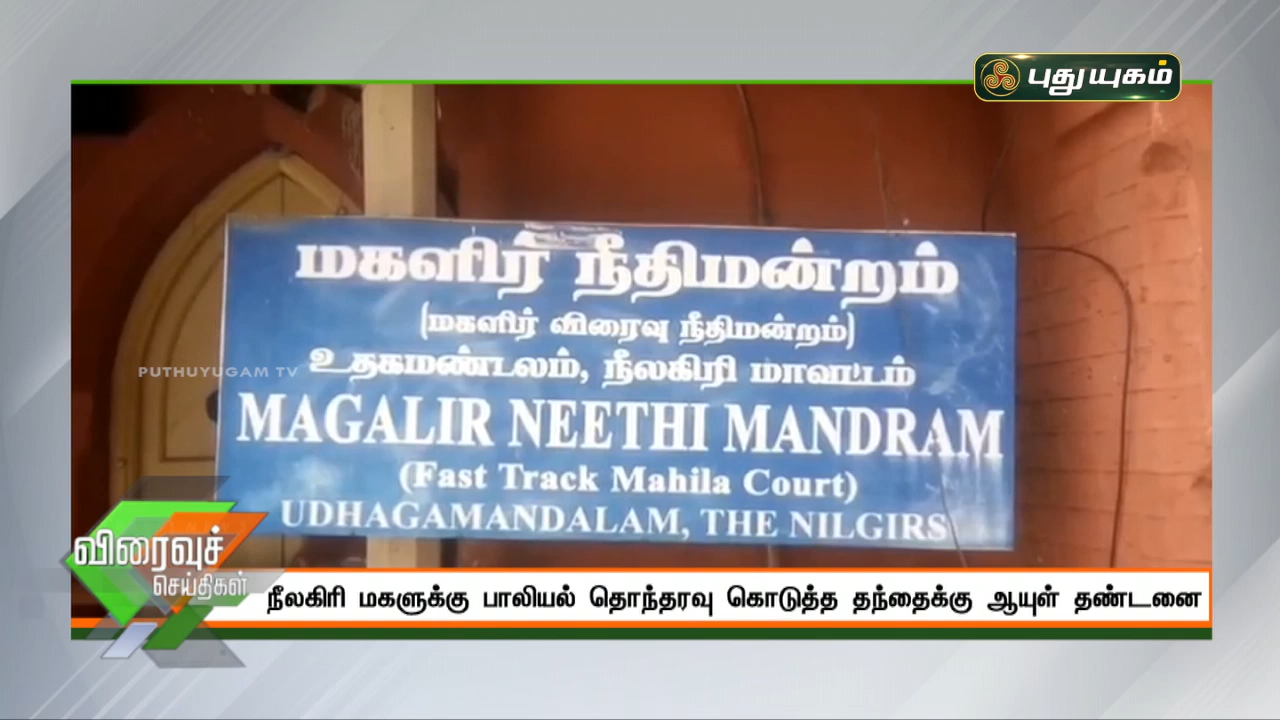 புதுயுகம்
மகளிர் நீதிமன்றம்
(மகளிர் விரைவு நீதிமன்றம்)
உதகமண்டலம், நீலகிரி மாவட்டம்
PUTHUYUGAM TV
MAGALIR NEETHI MANDRAM
(Fast Track Mahila Court)
UDHAGAMANDALAM, THE NILGIRS
விரைவுச்
செய்திகள்
நீலகிரி மகளுக்கு பாலியல் தொந்தரவு கொடுத்த தந்தைக்கு ஆயுள் தண்டனை